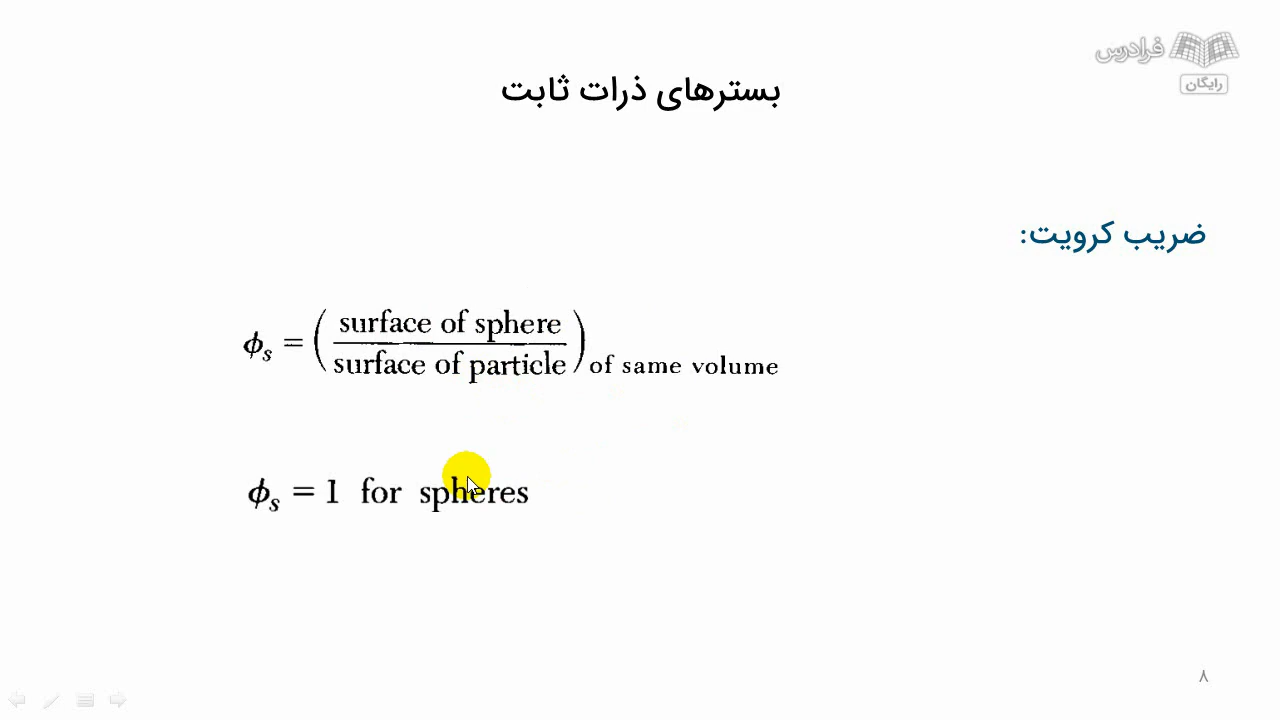 فرادرس
رایگان
بسترهای ذرات ثابت
ضریب کرویت:
ϕₛ = ( surface of sphere / surface of particle ) of same volume
ϕₛ = 1 for spheres
۸